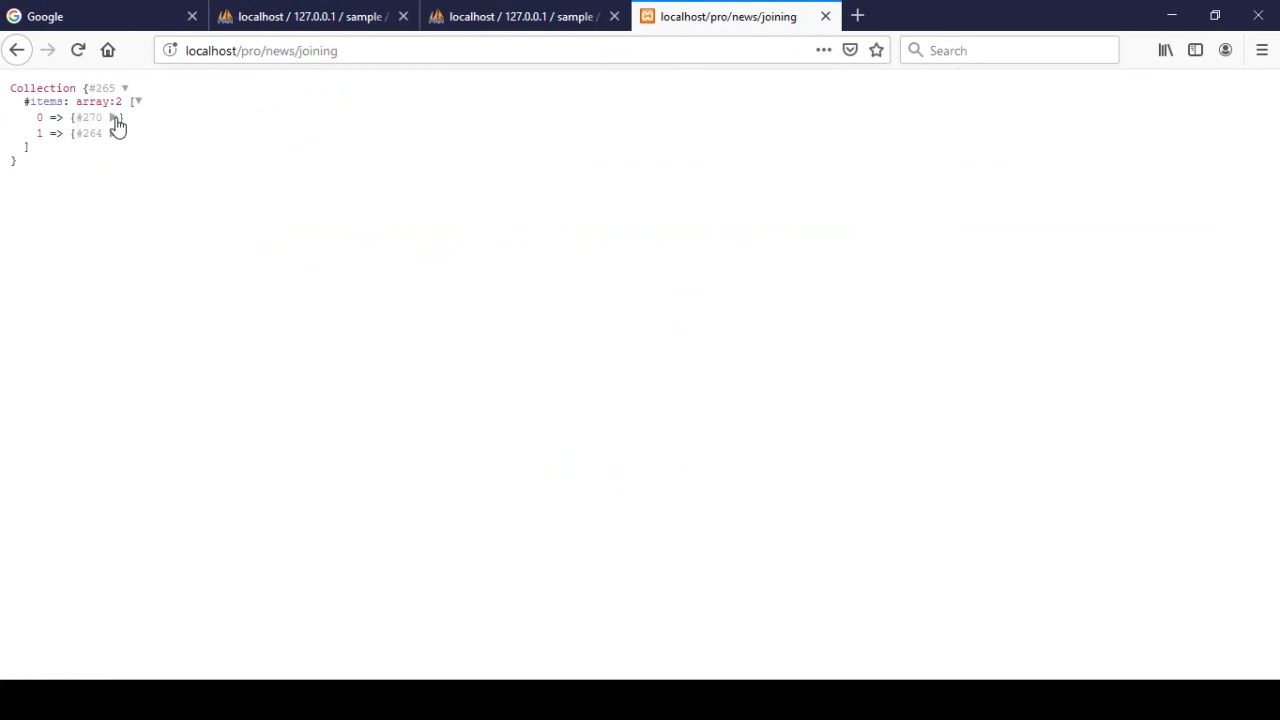 Google
localhost / 127.0.0.1 / sample /
localhost / 127.0.0.1 / sample /
localhost/pro/news/joining
localhost/pro/news/joining
Search
Collection {#265 ▼
#items: array:2 [▼
0 => {#270 ▶}
1 => {#264
]
}